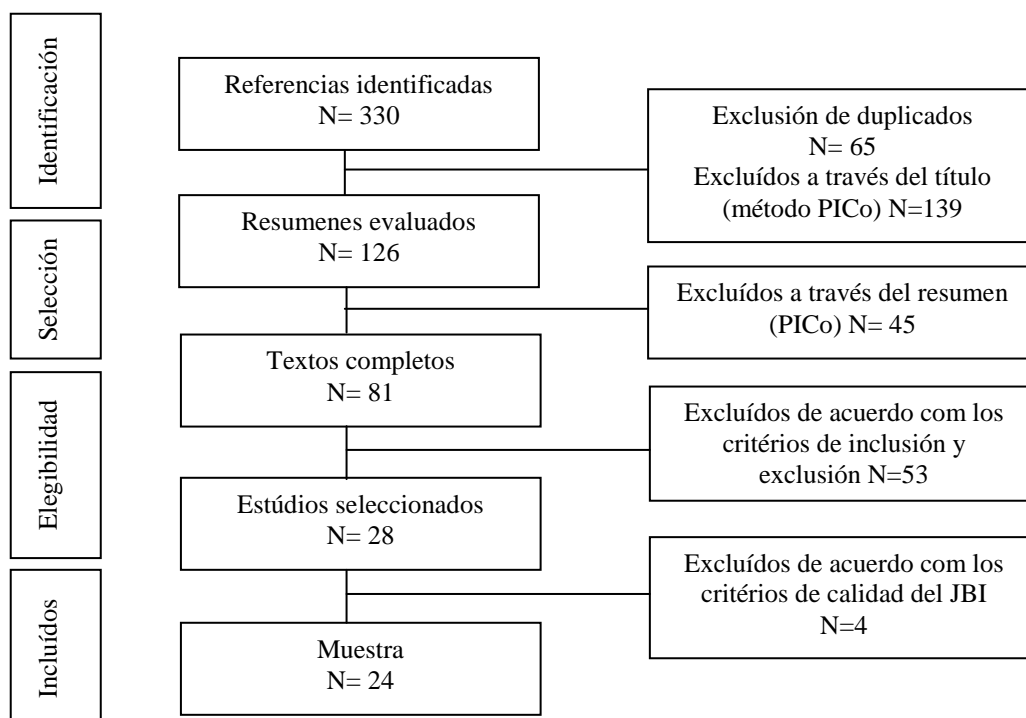 Identificación
Referencias identificadas
N= 330
Exclusión de duplicados
N= 65
Excluídos a través del título
(método PICo) N=139
Resumenes evaluados
N= 126
Selección
Excluídos a través del resumen
(PICo) N= 45
Textos completos
N= 81
Elegibilidad
Excluídos de acuerdo com los
critérios de inclusión y
exclusión N=53
Estúdios seleccionados
N= 28
Incluídos
Excluídos de acuerdo com los
critérios de calidad del JBI
N=4
Muestra
N= 24